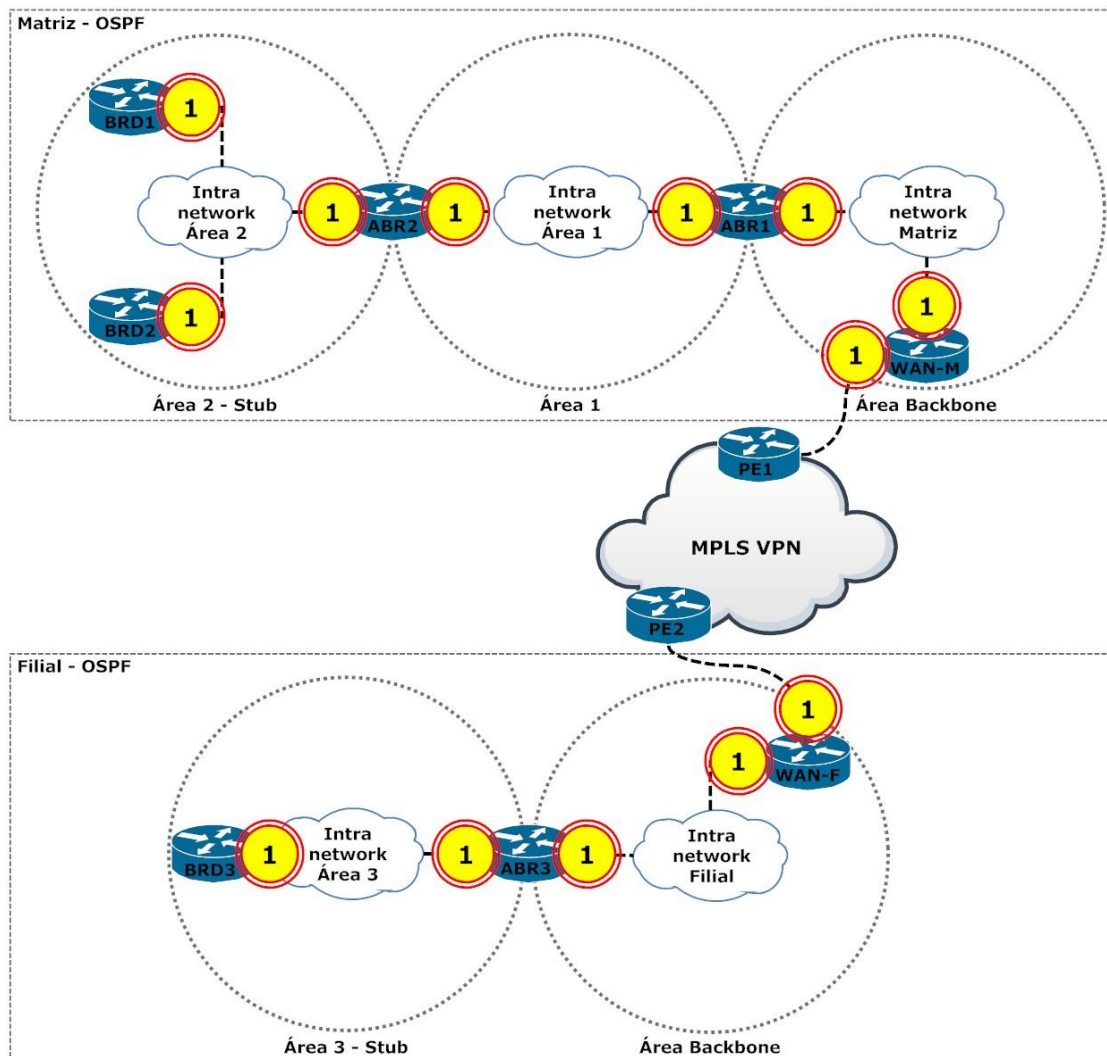 Matriz - OSPF
1
BRD1
Intra
network
Área 2
1
ABR2
1
Intra
network
Área 1
1
ABR1
1
Intra
network
Matriz
1
BRD2
1
1
WAN-M
Área 2 - Stub
Área 1
Área Backbone
PE1
MPLS VPN
PE2
Filial - OSPF
1
1
WAN-F
1
BRD3
Intra
network
Área 3
1
ABR3
1
Intra
network
Filial
Área 3 - Stub
Área Backbone